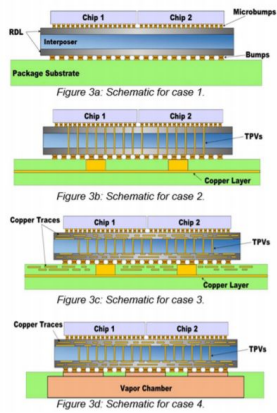 Chip 1 Chip 2 Microbumps
RDL
Interposer
Bumps
Package Substrate
Figure 3a: Schematic for case 1.
Chip 1 Chip 2
TPVs
Copper Layer
Figure 3b: Schematic for case 2.
Copper Traces
Chip 1 Chip 2
TPVs
Copper Layer
Figure 3c: Schematic for case 3.
Copper Traces
Chip 1 Chip 2
TPVs
Vapor Chamber
Figure 3d: Schematic for case 4.